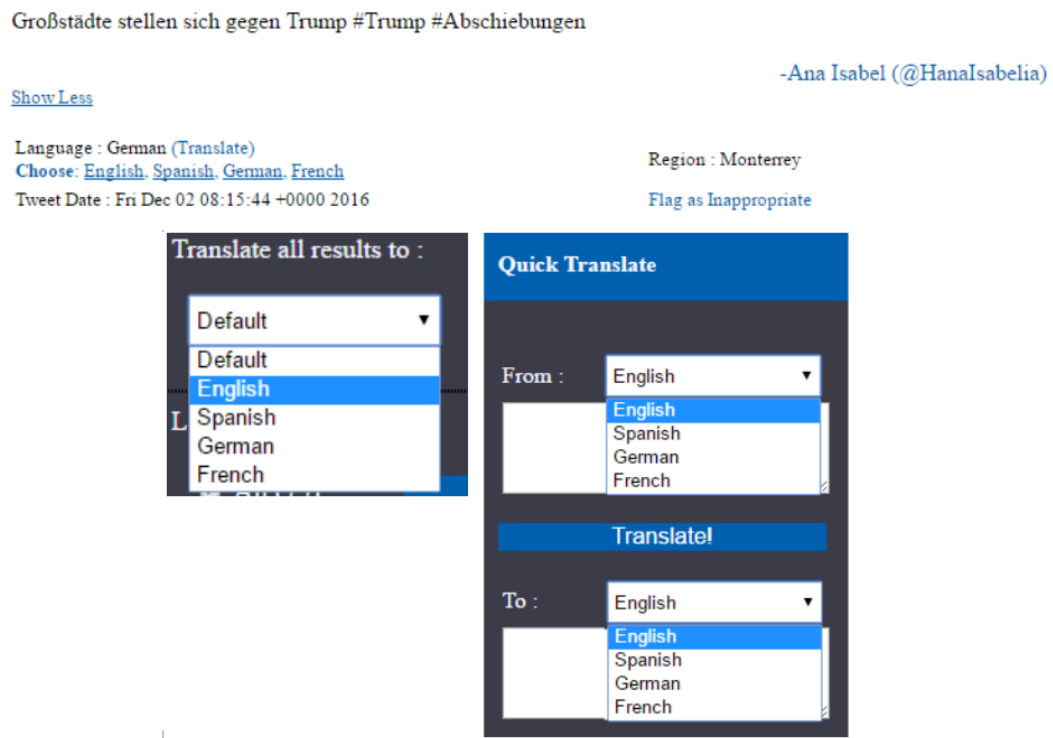 Großstädte stellen sich gegen Trump #Trump #Abschiebungen
-Ana Isabel (@HanaIsabelia)
Show Less
Language : German (Translate)
Choose: English, Spanish, German, French
Region : Monterrey
Tweet Date : Fri Dec 02 08:15:44 +0000 2016
Flag as Inappropriate
Translate all results to :
Default
Default
English
Spanish
German
French
L
Quick Translate
From :
English
English
Spanish
German
French
Translate!
To :
English
English
Spanish
German
French